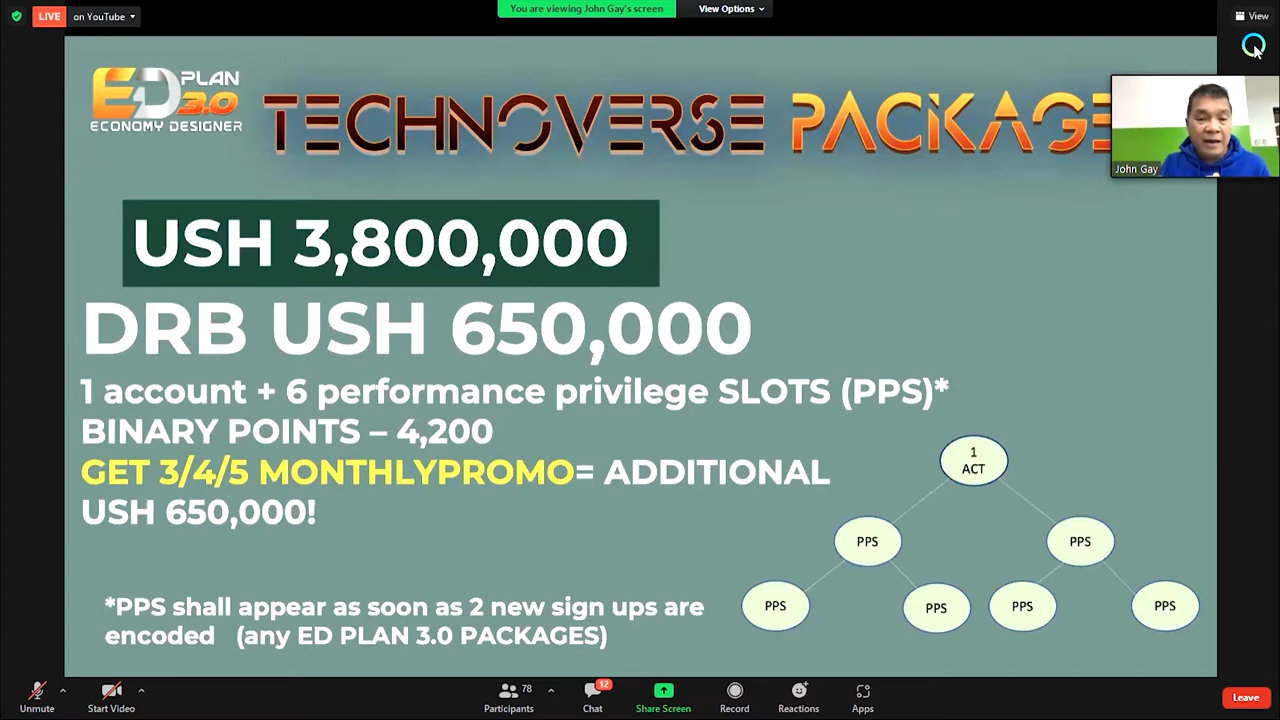 LIVE on YouTube
You are viewing John Gay's screen
View Options
View
ED PLAN
3.0
ECONOMY DESIGNER
TECHNOVERSE PACKAGE
John Gay
USH 3,800,000
DRB USH 650,000
1 account + 6 performance privilege SLOTS (PPS)*
BINARY POINTS – 4,200
GET 3/4/5 MONTHLYPROMO= ADDITIONAL
USH 650,000!
1
ACT
PPS PPS
PPS PPS PPS PPS
*PPS shall appear as soon as 2 new sign ups are
encoded (any ED PLAN 3.0 PACKAGES)
78 12
Unmute Start Video Participants Chat Share Screen Record Reactions Apps Leave